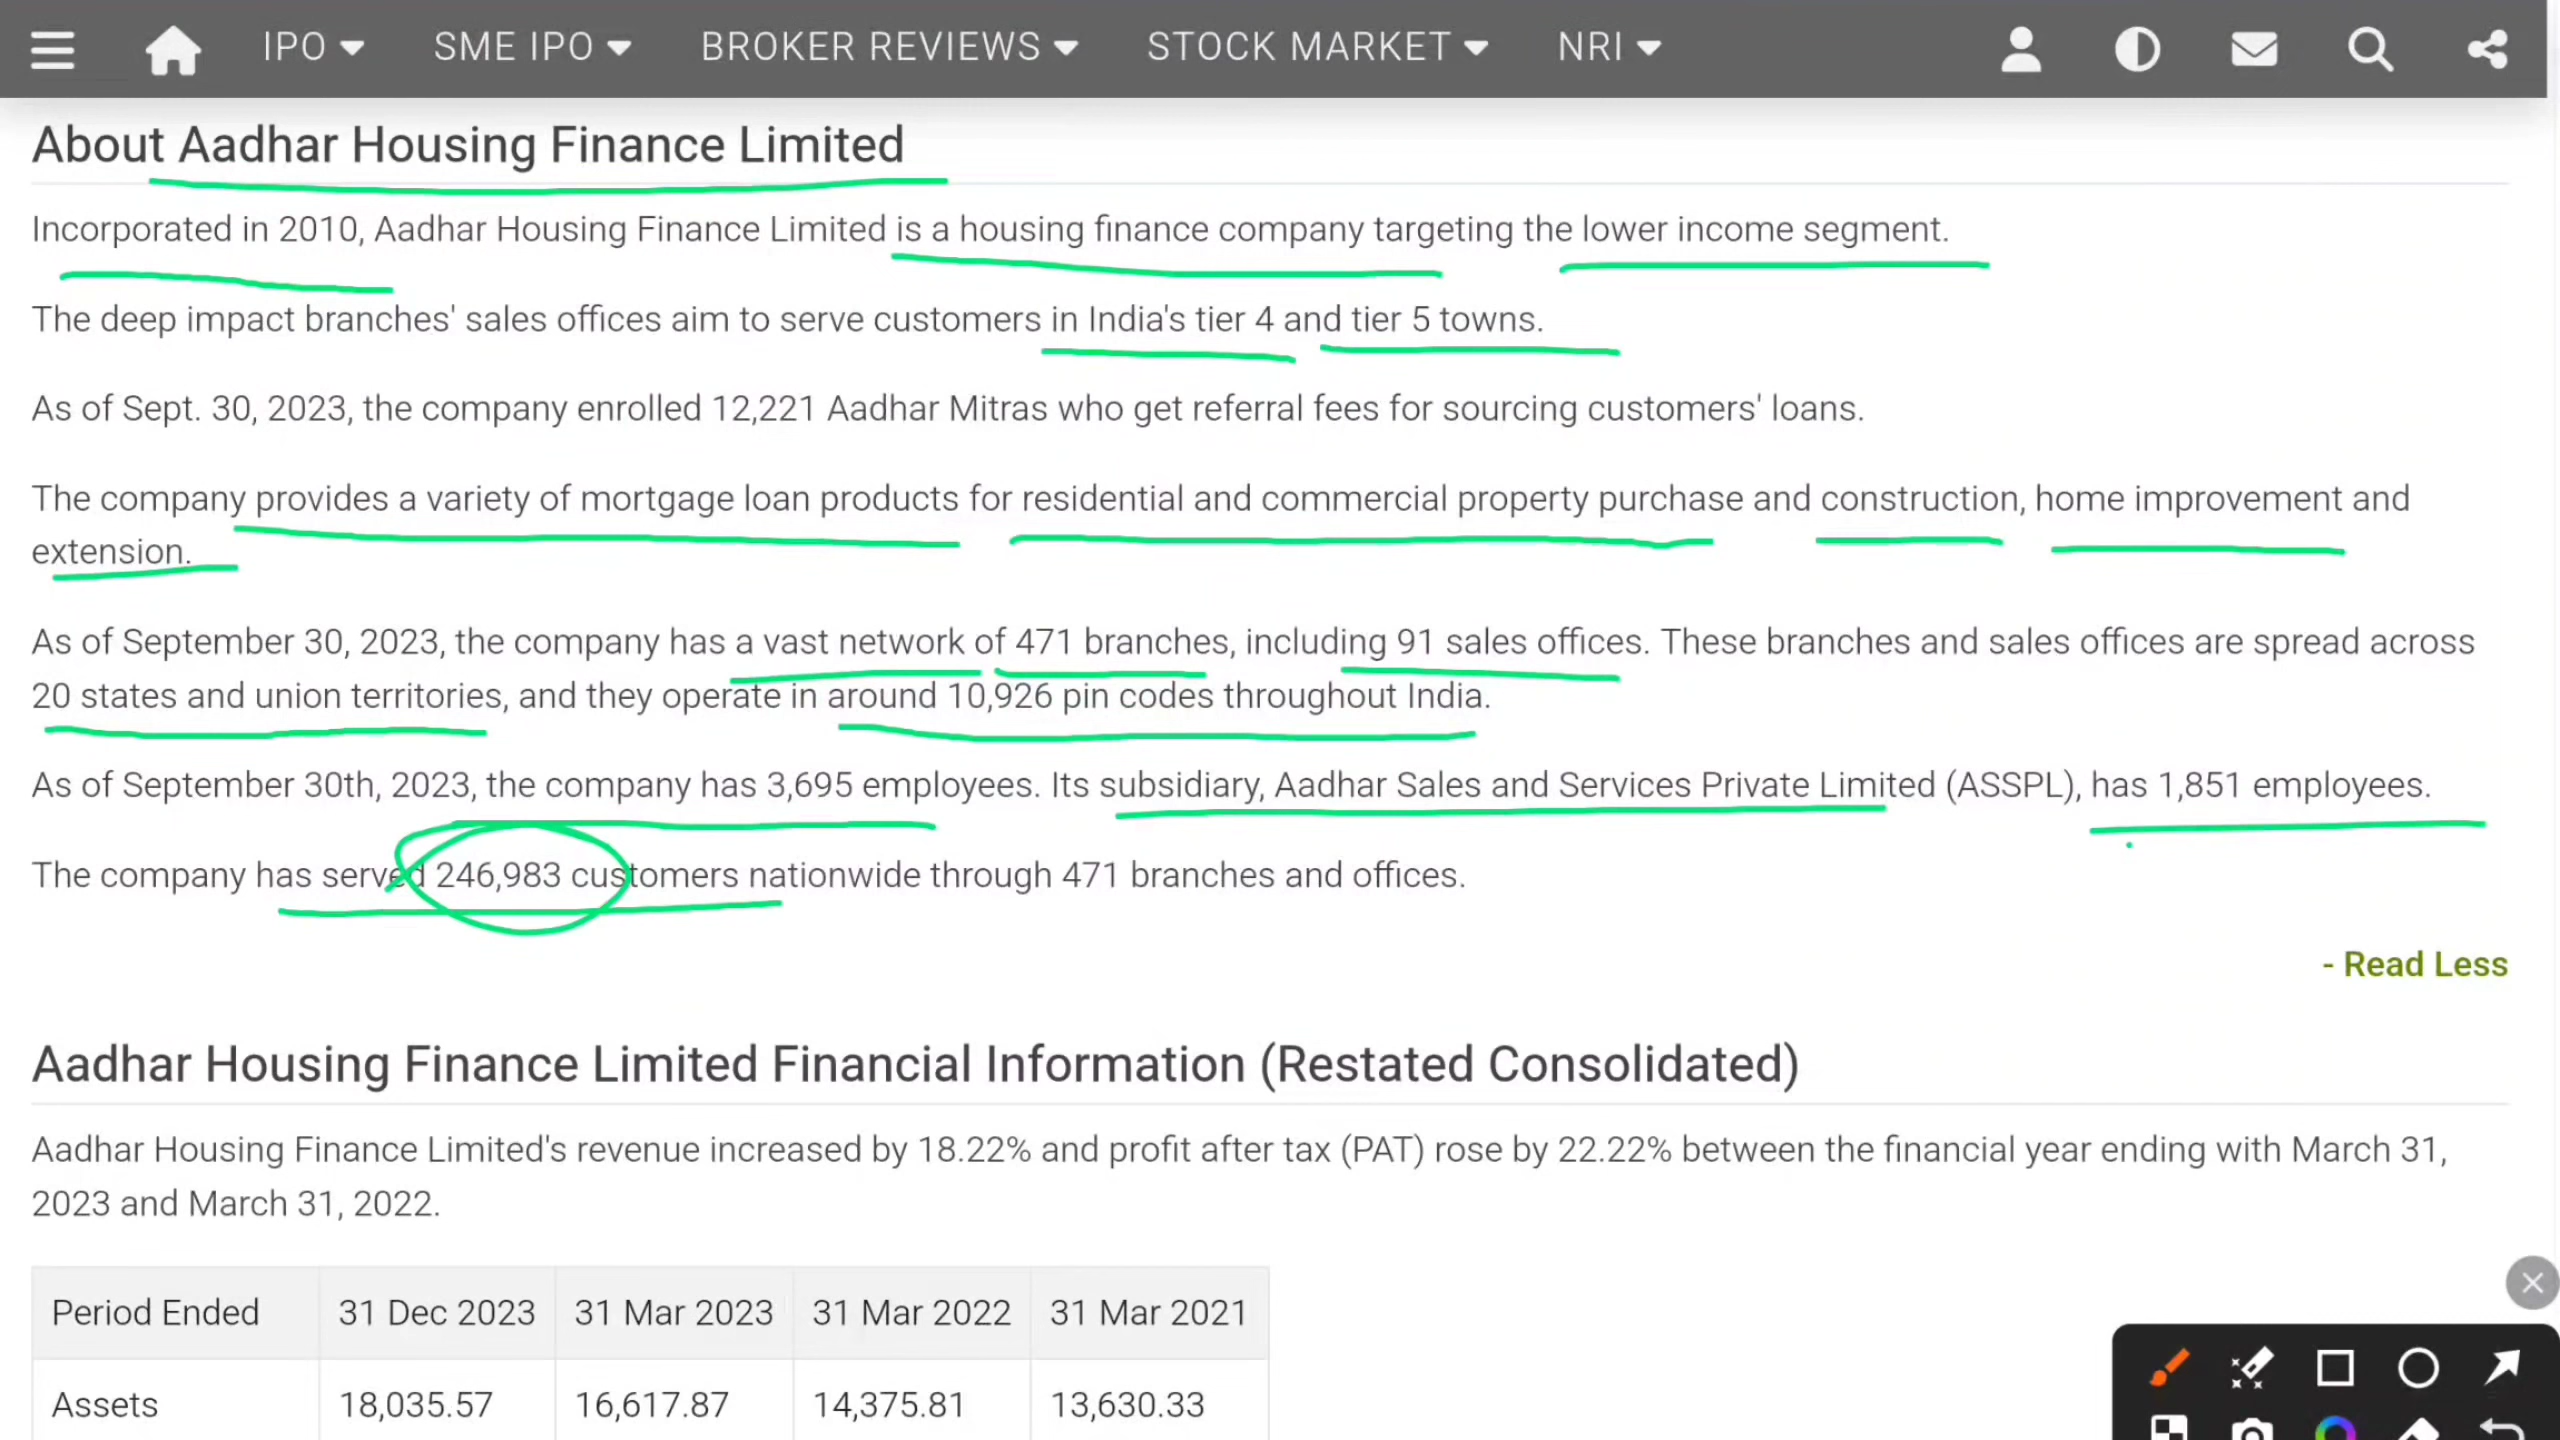 IPO SME IPO BROKER REVIEWS STOCK MARKET NRI
About Aadhar Housing Finance Limited
Incorporated in 2010, Aadhar Housing Finance Limited is a housing finance company targeting the lower income segment.
The deep impact branches' sales offices aim to serve customers in India's tier 4 and tier 5 towns.
As of Sept. 30, 2023, the company enrolled 12,221 Aadhar Mitras who get referral fees for sourcing customers' loans.
The company provides a variety of mortgage loan products for residential and commercial property purchase and construction, home improvement and
extension.
As of September 30, 2023, the company has a vast network of 471 branches, including 91 sales offices. These branches and sales offices are spread across
20 states and union territories, and they operate in around 10,926 pin codes throughout India.
As of September 30th, 2023, the company has 3,695 employees. Its subsidiary, Aadhar Sales and Services Private Limited (ASSPL), has 1,851 employees.
The company has served 246,983 customers nationwide through 471 branches and offices.
- Read Less
Aadhar Housing Finance Limited Financial Information (Restated Consolidated)
Aadhar Housing Finance Limited's revenue increased by 18.22% and profit after tax (PAT) rose by 22.22% between the financial year ending with March 31,
2023 and March 31, 2022.
Period Ended 31 Dec 2023 31 Mar 2023 31 Mar 2022 31 Mar 2021
Assets 18,035.57 16,617.87 14,375.81 13,630.33